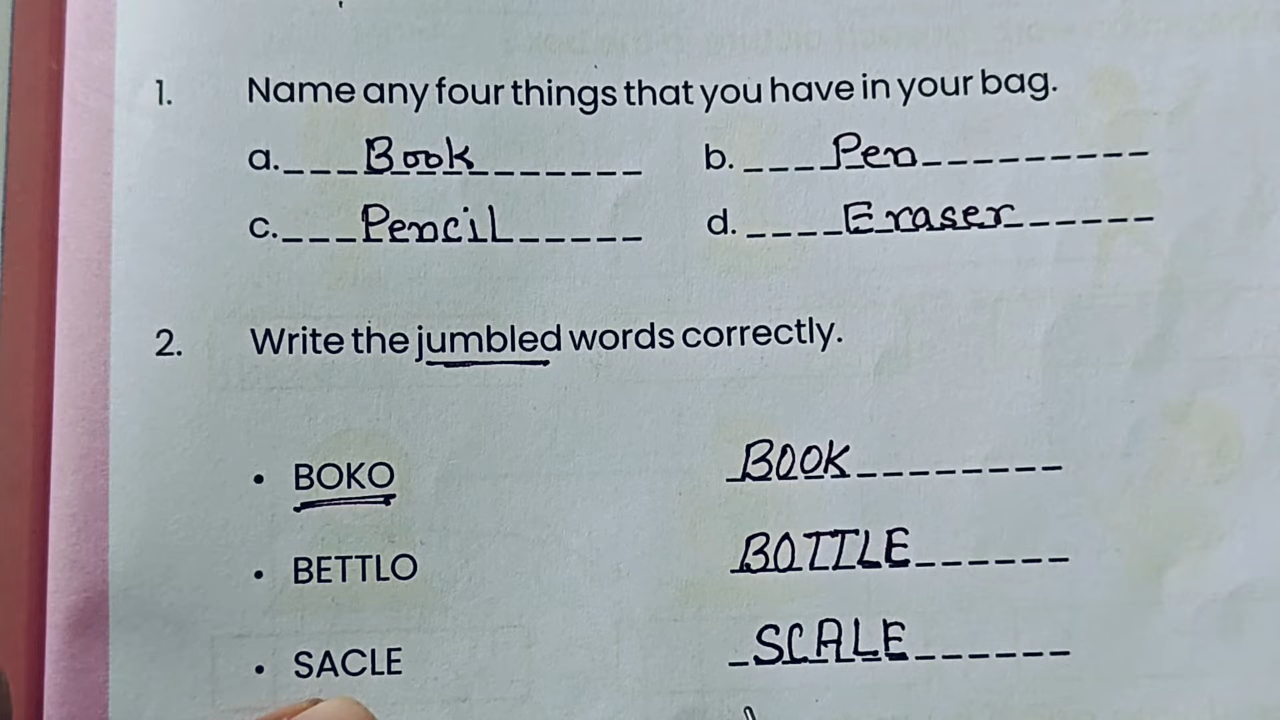 1. Name any four things that you have in your bag.
a. Book b. Pen
c. Pencil d. Eraser
2. Write the jumbled words correctly.
• BOKO BOOK
• BETTLO BOTTLE
• SACLE SCALE